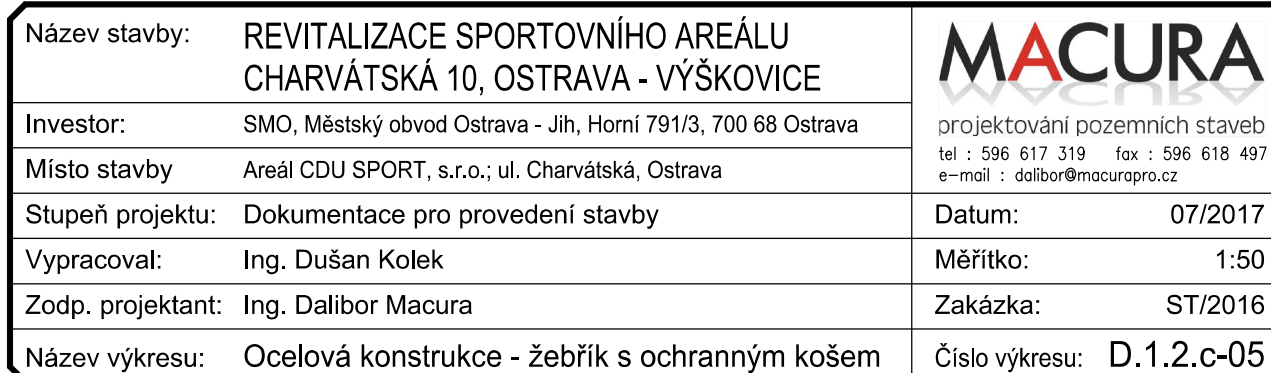 Název stavby: REVITALIZACE SPORTOVNÍHO AREÁLU
CHARVÁTSKÁ 10, OSTRAVA - VÝŠKOVICE
MACURA
projektování pozemních staveb
tel : 596 617 319 fax : 596 618 497
e-mail : dalibor@macurapro.cz
Investor: SMO, Městský obvod Ostrava - Jih, Horní 791/3, 700 68 Ostrava
Místo stavby Areál CDU SPORT, s.r.o.; ul. Charvátská, Ostrava
Stupeň projektu: Dokumentace pro provedení stavby
Datum: 07/2017
Vypracoval: Ing. Dušan Kolek
Měřítko: 1:50
Zodp. projektant: Ing. Dalibor Macura
Zakázka: ST/2016
Název výkresu: Ocelová konstrukce - žebřík s ochranným košem
Číslo výkresu: D.1.2.c-05